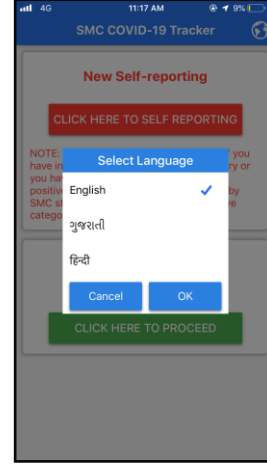 4G 11:17 AM 9%
SMC COVID-19 Tracker
New Self-reporting
CLICK HERE TO SELF REPORTING
NOTE: you
have in ry or
you ha
positiv by
SMC st ve
catego
Select Language
English
ગુજરાતી
हिन्दी
Cancel OK
CLICK HERE TO PROCEED